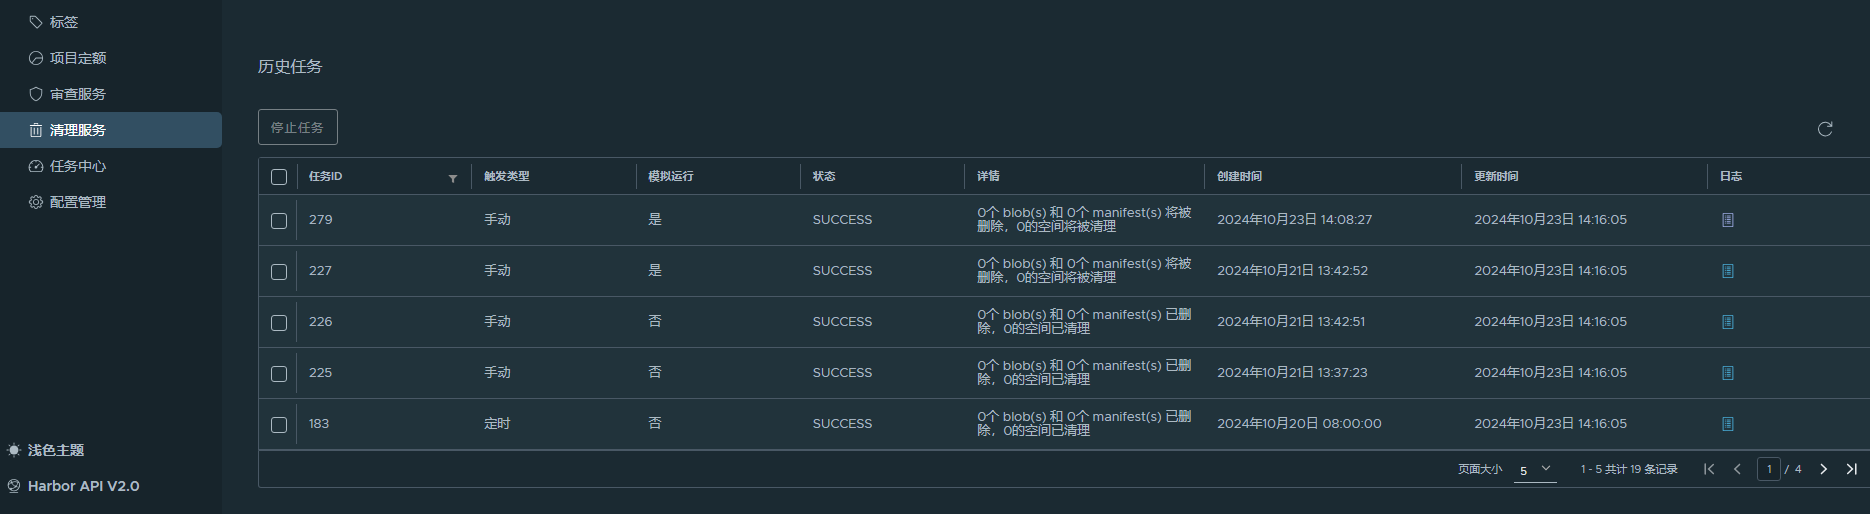 标签
项目定额
审查服务
清理服务
任务中心
配置管理
浅色主题
Harbor API V2.0
历史任务
停止任务
任务ID 触发类型 模拟运行 状态 详情 创建时间 更新时间 日志
279 手动 是 SUCCESS 0个 blob(s) 和 0个 manifest(s) 将被 2024年10月23日 14:08:27 2024年10月23日 14:16:05
删除，0的空间将被清理
227 手动 是 SUCCESS 0个 blob(s) 和 0个 manifest(s) 将被 2024年10月21日 13:42:52 2024年10月23日 14:16:05
删除，0的空间将被清理
226 手动 否 SUCCESS 0个 blob(s) 和 0个 manifest(s) 已删 2024年10月21日 13:42:51 2024年10月23日 14:16:05
除，0的空间已清理
225 手动 否 SUCCESS 0个 blob(s) 和 0个 manifest(s) 已删 2024年10月21日 13:37:23 2024年10月23日 14:16:05
除，0的空间已清理
183 定时 否 SUCCESS 0个 blob(s) 和 0个 manifest(s) 已删 2024年10月20日 08:00:00 2024年10月23日 14:16:05
除，0的空间已清理
页面大小 5 1 - 5 共计 19 条记录 1 / 4